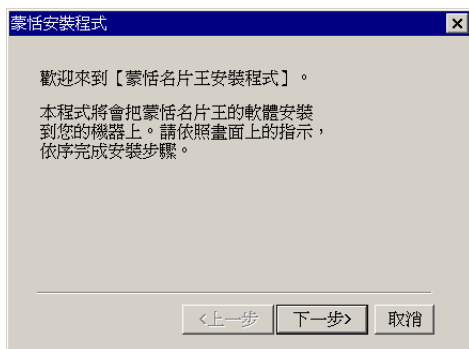 蒙恬安裝程式
歡迎來到【蒙恬名片王安裝程式】。
本程式將會把蒙恬名片王的軟體安裝
到您的機器上。請依照畫面上的指示，
依序完成安裝步驟。
<上一步
下一步>
取消